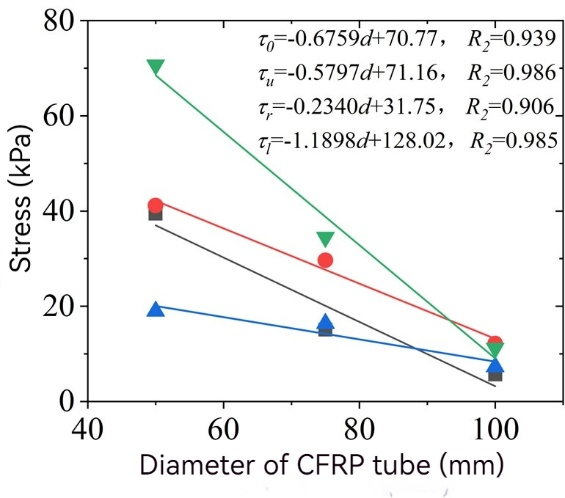 80
60
40
20
0
τ0=-0.6759d+70.77, R2=0.939
τu=-0.5797d+71.16, R2=0.986
τr=-0.2340d+31.75, R2=0.906
τl=-1.1898d+128.02, R2=0.985
Stress (kPa)
40 60 80 100
Diameter of CFRP tube (mm)